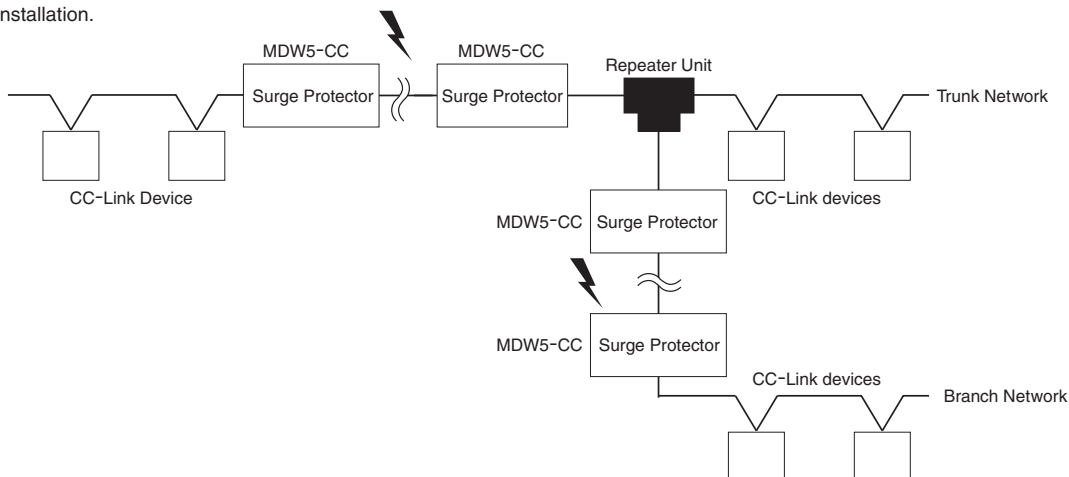 nstallation.
MDW5-CC
MDW5-CC
Repeater Unit
Surge Protector
Surge Protector
Trunk Network
CC-Link Device
CC-Link devices
MDW5-CC
Surge Protector
MDW5-CC
Surge Protector
CC-Link devices
Branch Network